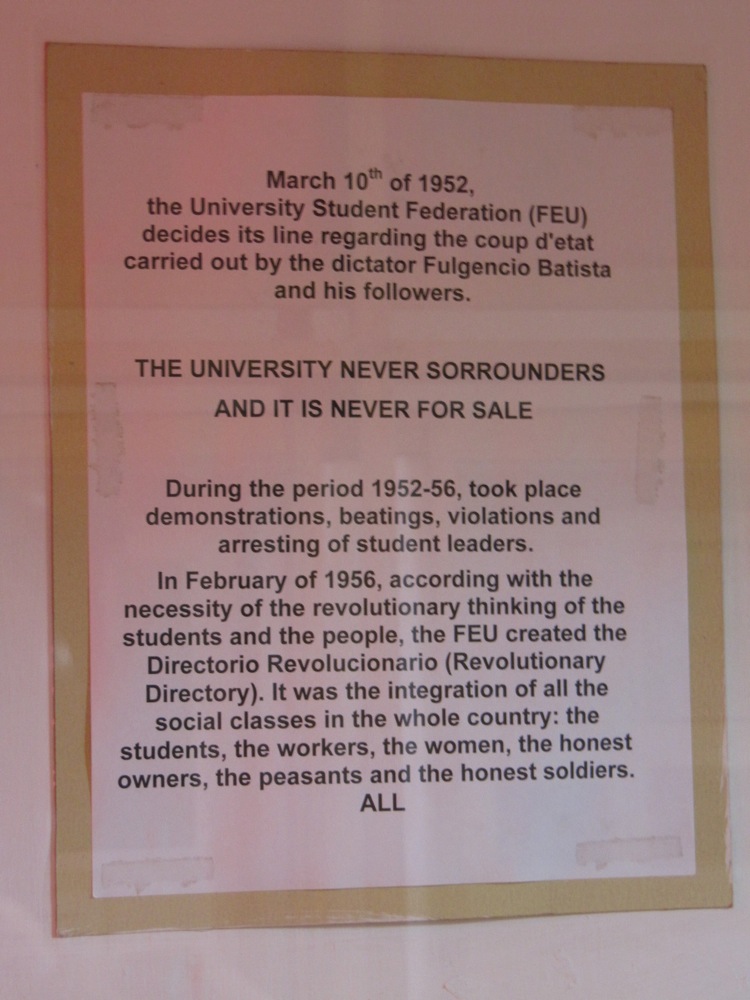 March 10th of 1952,
the University Student Federation (FEU)
decides its line regarding the coup d'etat
carried out by the dictator Fulgencio Batista
and his followers.
THE UNIVERSITY NEVER SORROUNDERS
AND IT IS NEVER FOR SALE
During the period 1952-56, took place
demonstrations, beatings, violations and
arresting of student leaders.
In February of 1956, according with the
necessity of the revolutionary thinking of the
students and the people, the FEU created the
Directorio Revolucionario (Revolutionary
Directory). It was the integration of all the
social classes in the whole country: the
students, the workers, the women, the honest
owners, the peasants and the honest soldiers.
ALL